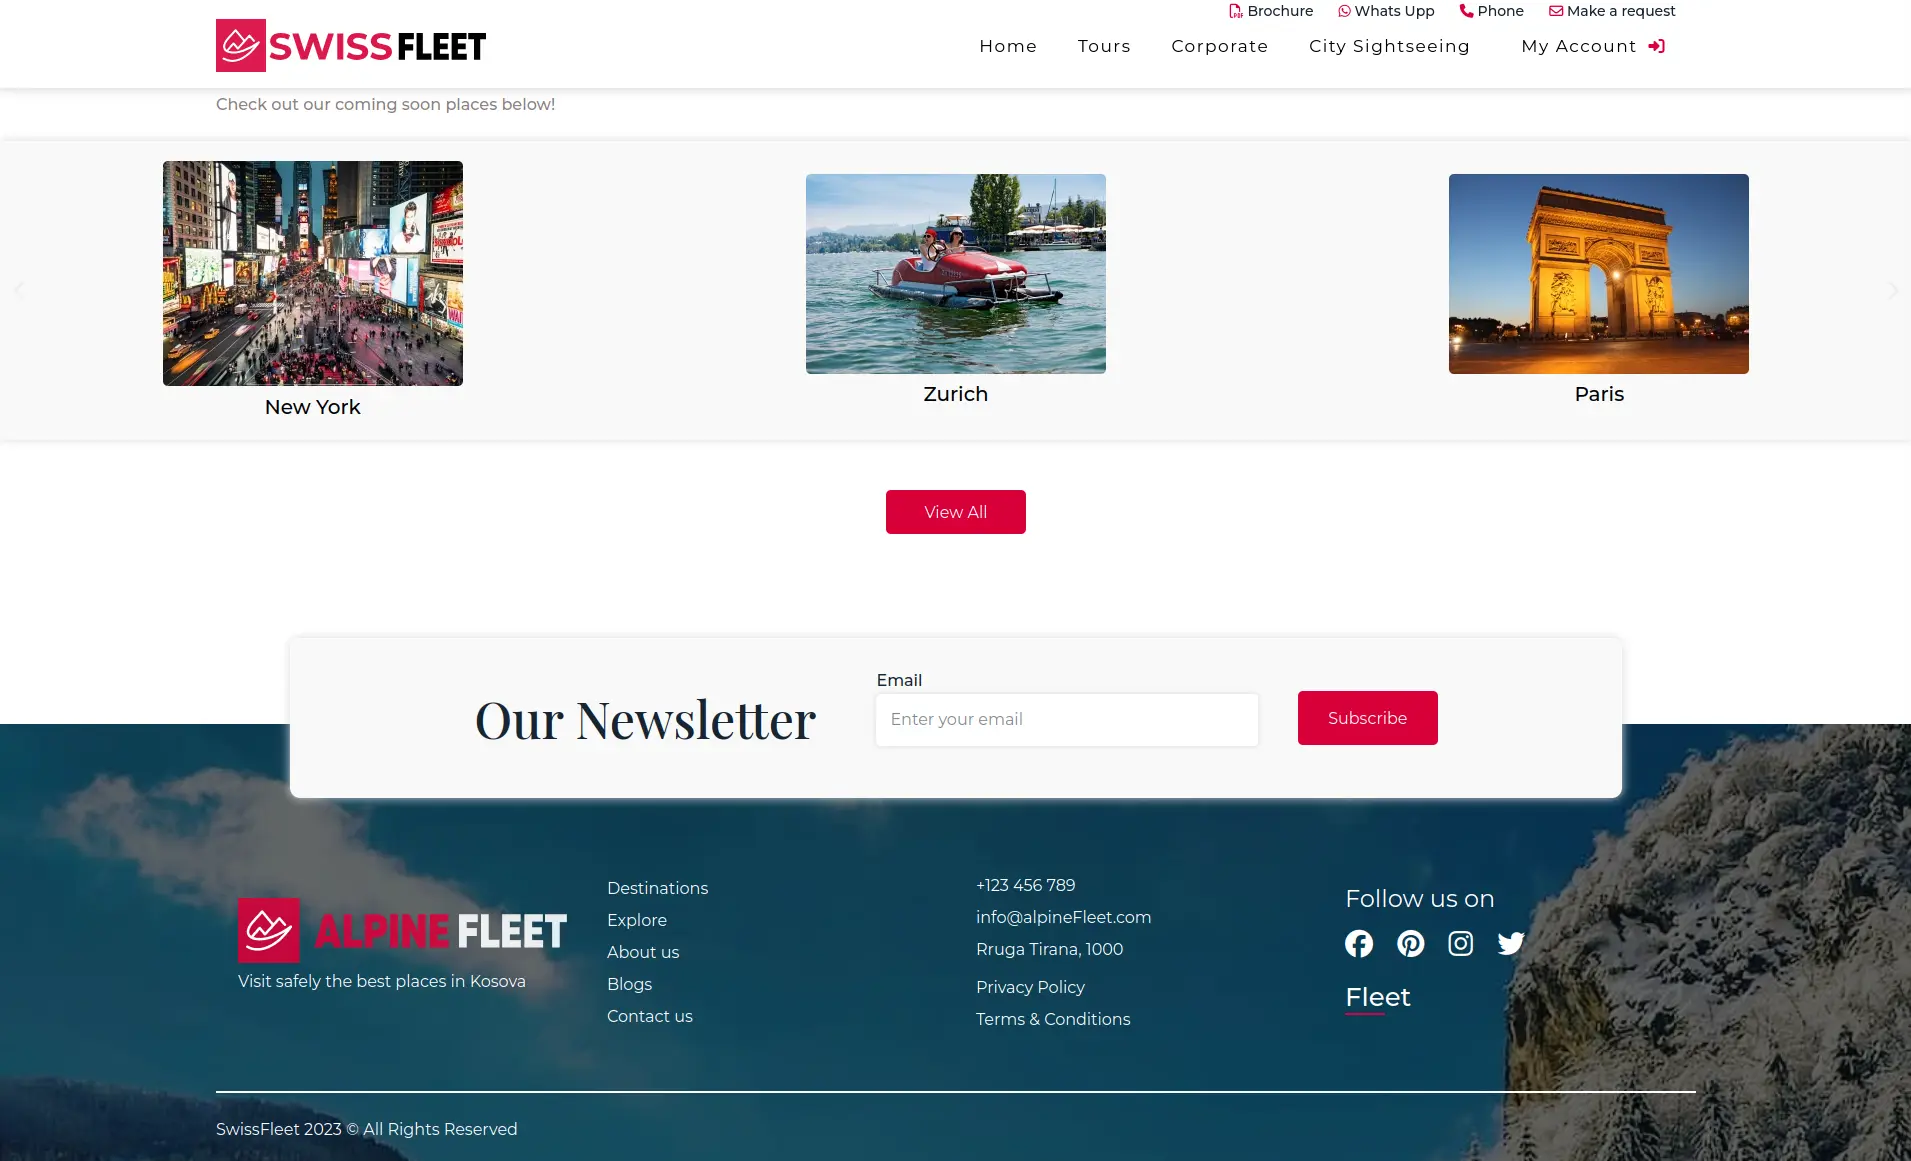 Brochure Whats Upp Phone Make a request
SWISS FLEET
Home Tours Corporate City Sightseeing My Account
Check out our coming soon places below!
New York
Zurich
Paris
View All
Our Newsletter
Email
Enter your email
Subscribe
ALPINE FLEET
Visit safely the best places in Kosova
Destinations
Explore
About us
Blogs
Contact us
+123 456 789
info@alpineFleet.com
Rruga Tirana, 1000
Privacy Policy
Terms & Conditions
Follow us on
Fleet
SwissFleet 2023 © All Rights Reserved